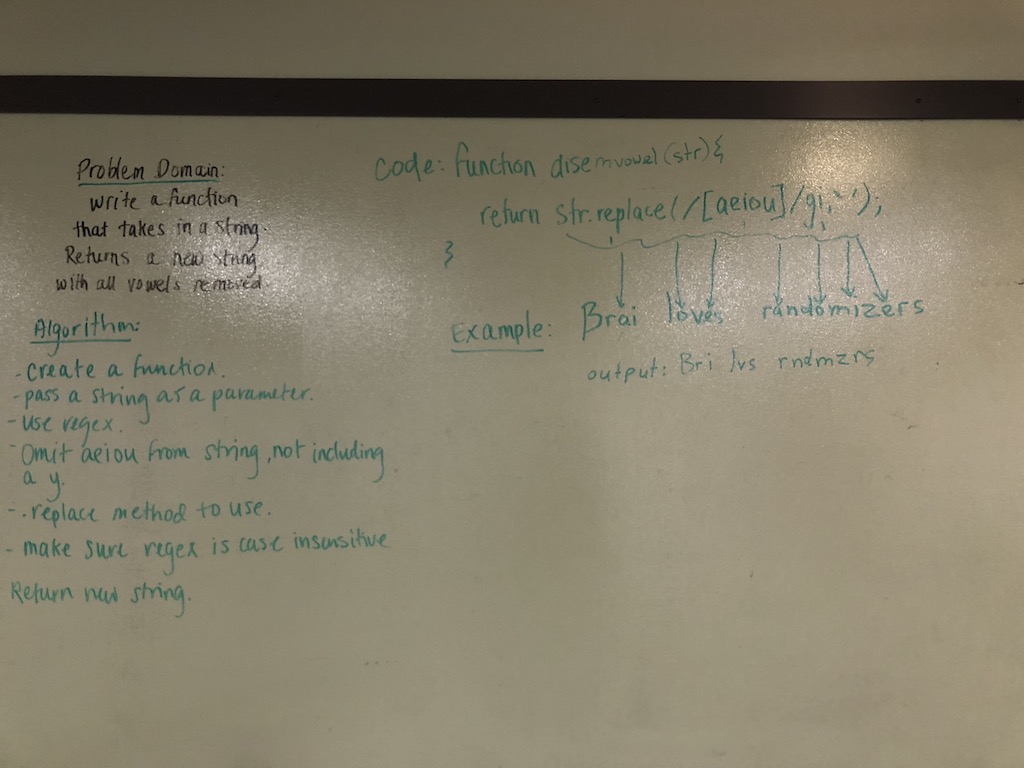 Problem Domain:
write a function
that takes in a string.
Returns a new string
with all vowels removed.
Algorithm:
- create a function.
- pass a string as a parameter.
- use regex.
- Omit aeiou from string, not including
a y.
- .replace method to use.
- make sure regex is case insensitive
Return new string.
Code: function disemvowel (str) {
return str.replace(/[aeiou]/gi, '');
}
Example: Brai loves randomizers
output: Bri lvs rndmzrs